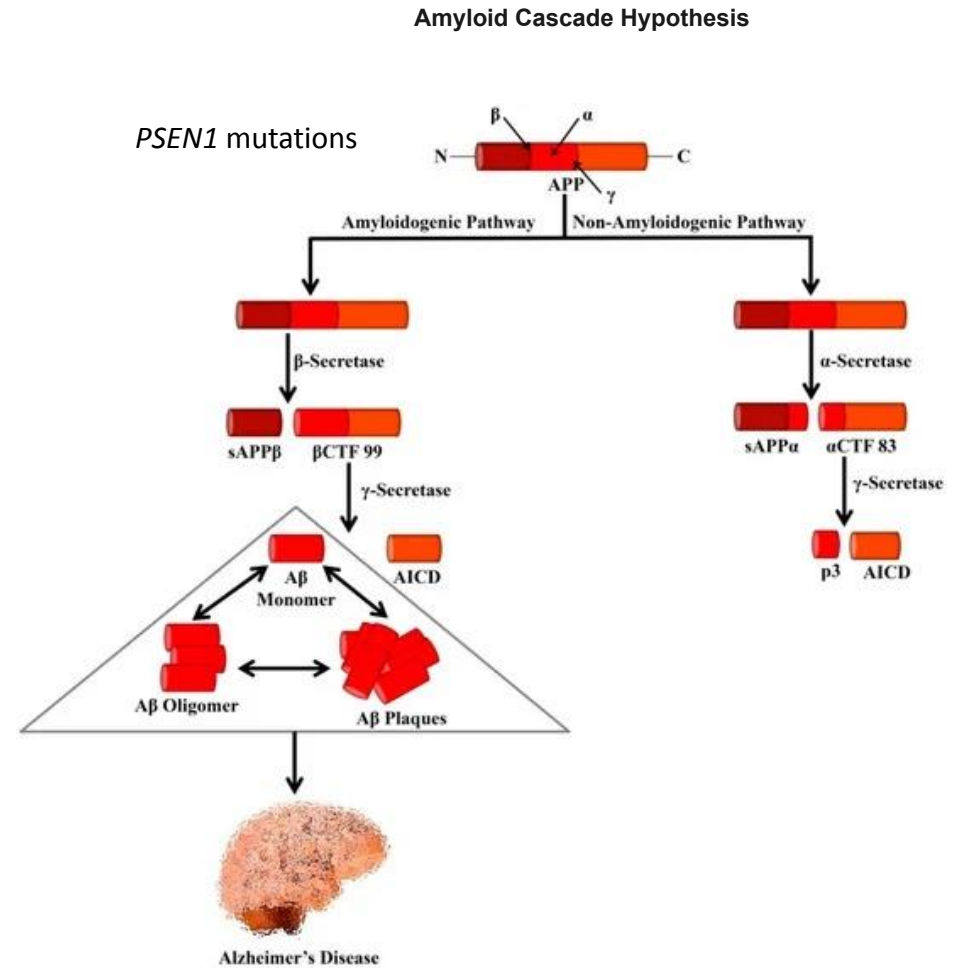 Amyloid Cascade Hypothesis
PSEN1 mutations
β
α
N
C
APP
γ
Amyloidogenic Pathway
Non-Amyloidogenic Pathway
β-Secretase
α-Secretase
sAPPβ
βCTF 99
sAPPα
αCTF 83
γ-Secretase
γ-Secretase
Aβ
Monomer
AICD
p3
AICD
Aβ Oligomer
Aβ Plaques
Alzheimer's Disease